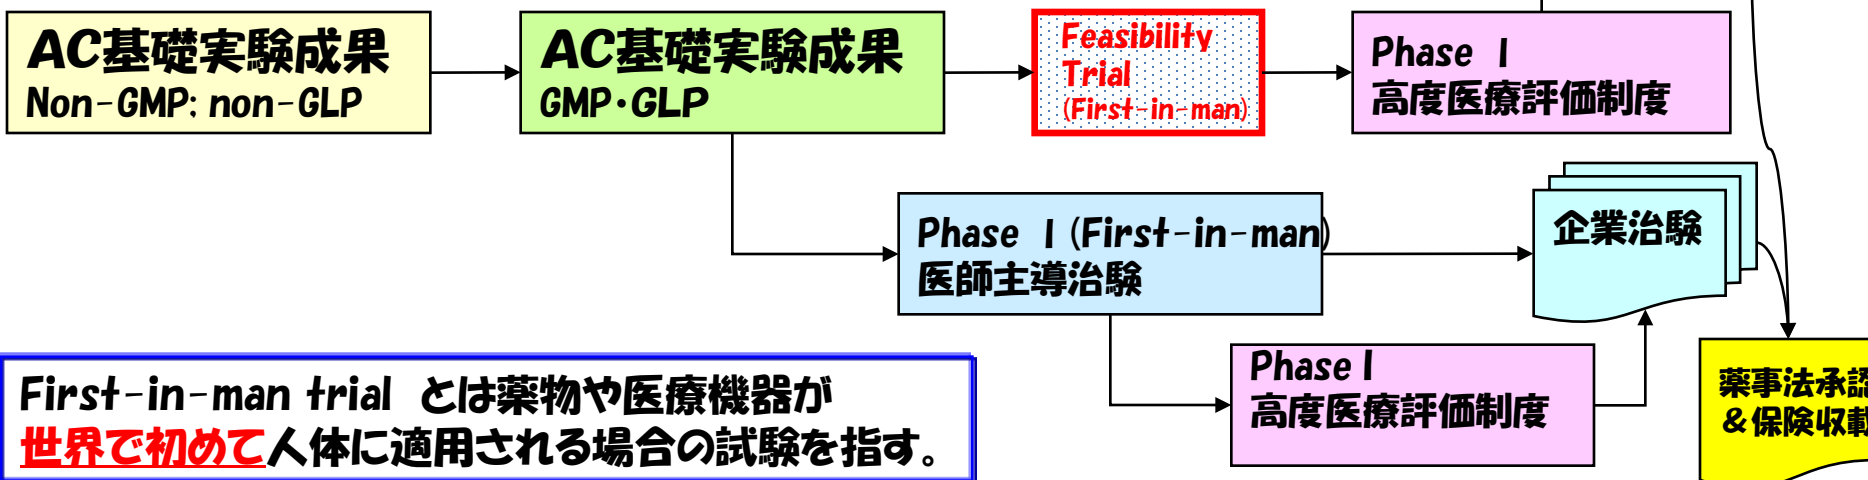 AC基礎実験成果
Non-GMP; non-GLP
AC基礎実験成果
GMP・GLP
Feasibility
Trial
(First-in-man)
Phase I
高度医療評価制度
Phase I (First-in-man)
医師主導治験
企業治験
Phase I
高度医療評価制度
薬事法承認
&保険収載
First-in-man trial とは薬物や医療機器が
世界で初めて人体に適用される場合の試験を指す。